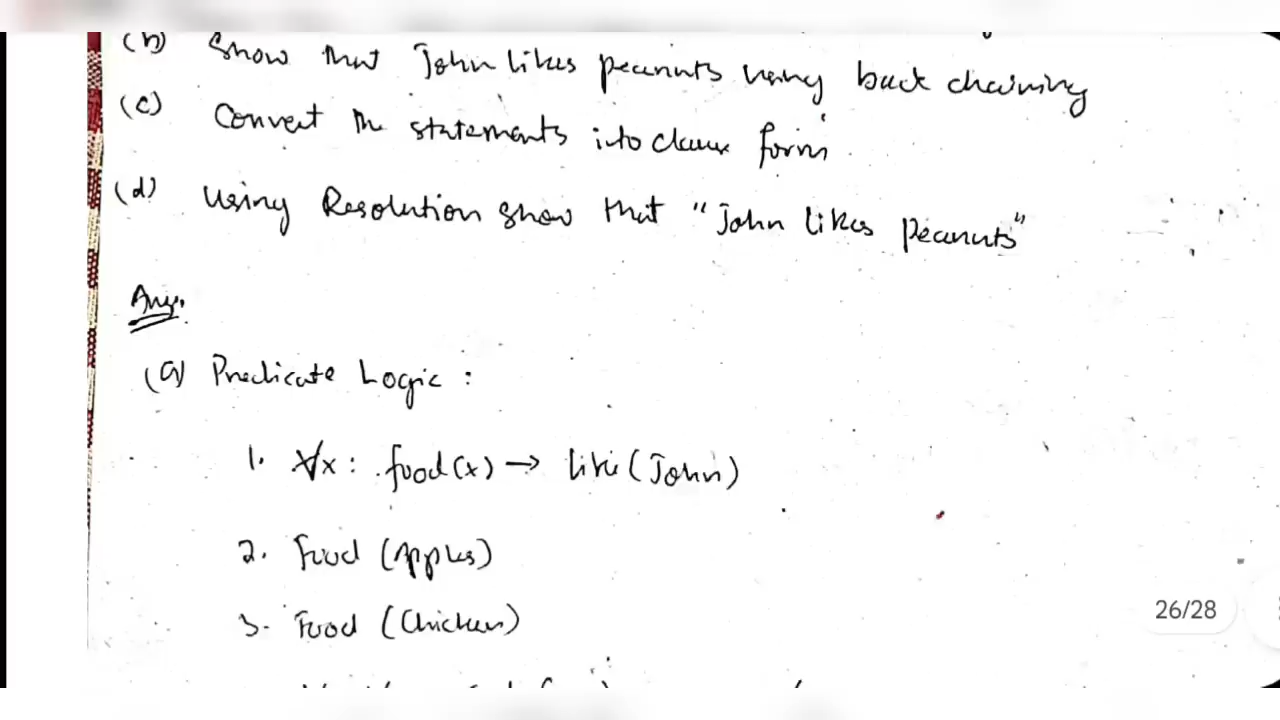 (b) Show that John likes peanuts using back chaining
(c) Convert the statements into clause form
(d) Using Resolution show that "John likes Peanuts"
Ans.
(a) Predicate Logic :
1. ∀x : food(x) → like (John)
2. Food (Apples)
3. Food (Chicken)
26/28